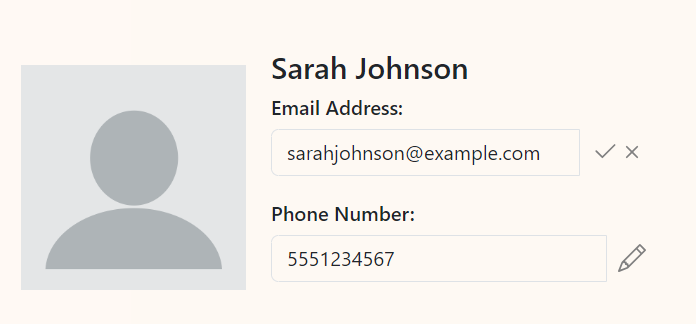 Sarah Johnson
Email Address:
sarahjohnson@example.com
Phone Number:
5551234567